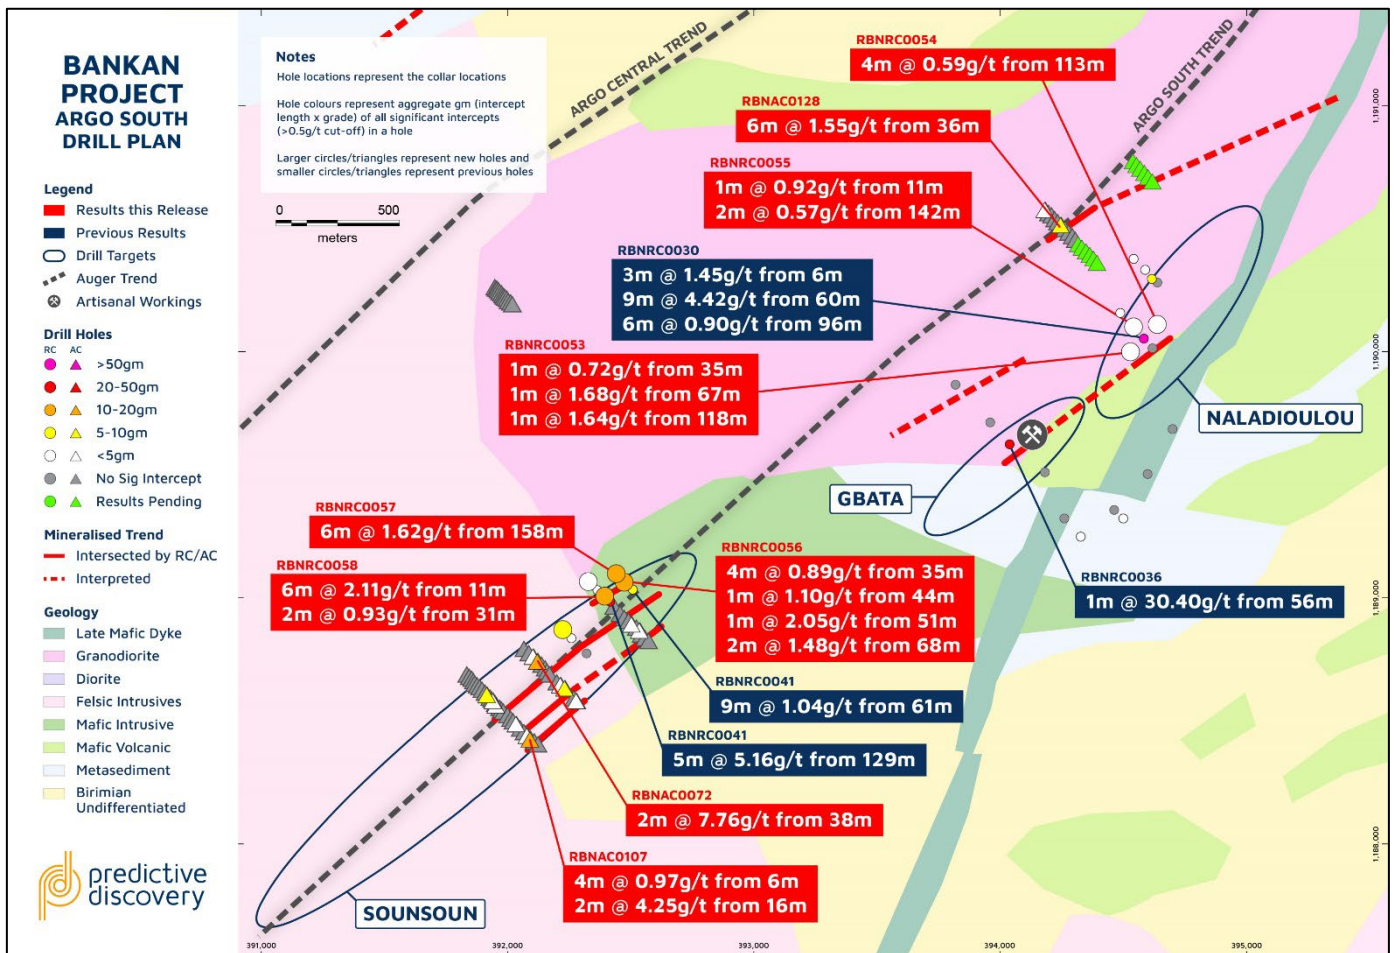 BANKAN
PROJECT
ARGO SOUTH
DRILL PLAN
Legend
Results this Release
Previous Results
Drill Targets
Auger Trend
Artisanal Workings
Drill Holes
RC AC
>50gm
20-50gm
10-20gm
5-10gm
<5gm
No Sig Intercept
Results Pending
Mineralised Trend
Intersected by RC/AC
Interpreted
Geology
Late Mafic Dyke
Granodiorite
Diorite
Felsic Intrusives
Mafic Intrusive
Mafic Volcanic
Metasediment
Birimian
Undifferentiated
predictive
discovery
Notes
Hole locations represent the collar locations
Hole colours represent aggregate gm (intercept
length x grade) of all significant intercepts
(>0.5g/t cut-off) in a hole
Larger circles/triangles represent new holes and
smaller circles/triangles represent previous holes
0 500
meters
ARGO CENTRAL TREND
ARGO SOUTH TREND
RBNRC0054
4m @ 0.59g/t from 113m
RBNAC0128
6m @ 1.55g/t from 36m
RBNRC0055
1m @ 0.92g/t from 11m
2m @ 0.57g/t from 142m
RBNRC0030
3m @ 1.45g/t from 6m
9m @ 4.42g/t from 60m
6m @ 0.90g/t from 96m
RBNRC0053
1m @ 0.72g/t from 35m
1m @ 1.68g/t from 67m
1m @ 1.64g/t from 118m
NALADIOULOU
GBATA
RBNRC0057
6m @ 1.62g/t from 158m
RBNRC0058
6m @ 2.11g/t from 11m
2m @ 0.93g/t from 31m
RBNRC0056
4m @ 0.89g/t from 35m
1m @ 1.10g/t from 44m
1m @ 2.05g/t from 51m
2m @ 1.48g/t from 68m
RBNRC0036
1m @ 30.40g/t from 56m
RBNRC0041
9m @ 1.04g/t from 61m
RBNRC0041
5m @ 5.16g/t from 129m
RBNAC0072
2m @ 7.76g/t from 38m
RBNAC0107
4m @ 0.97g/t from 6m
2m @ 4.25g/t from 16m
SOUNSOUN
1,191,000
1,190,000
1,189,000
1,188,000
391,000
392,000
393,000
394,000
395,000